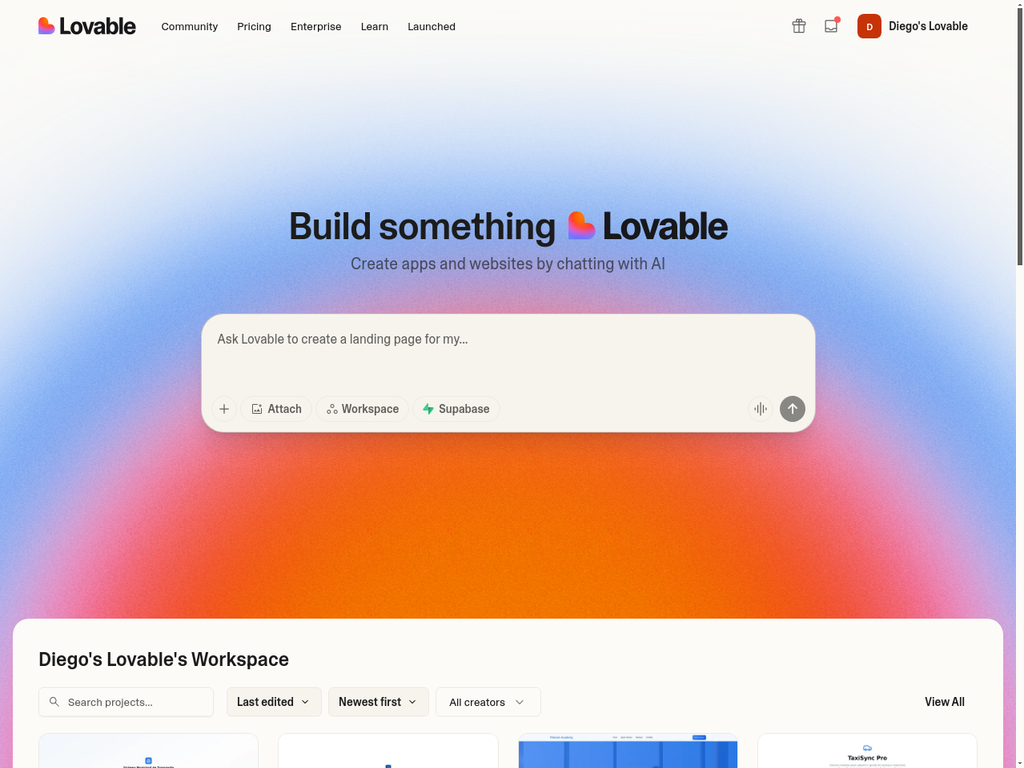 Lovable
Community
Pricing
Enterprise
Learn
Launched
D
Diego's Lovable
Build something Lovable
Create apps and websites by chatting with AI
Ask Lovable to create a landing page for my...
Attach
Workspace
Supabase
Diego's Lovable's Workspace
Search projects...
Last edited
Newest first
All creators
View All
TaxiSync Pro